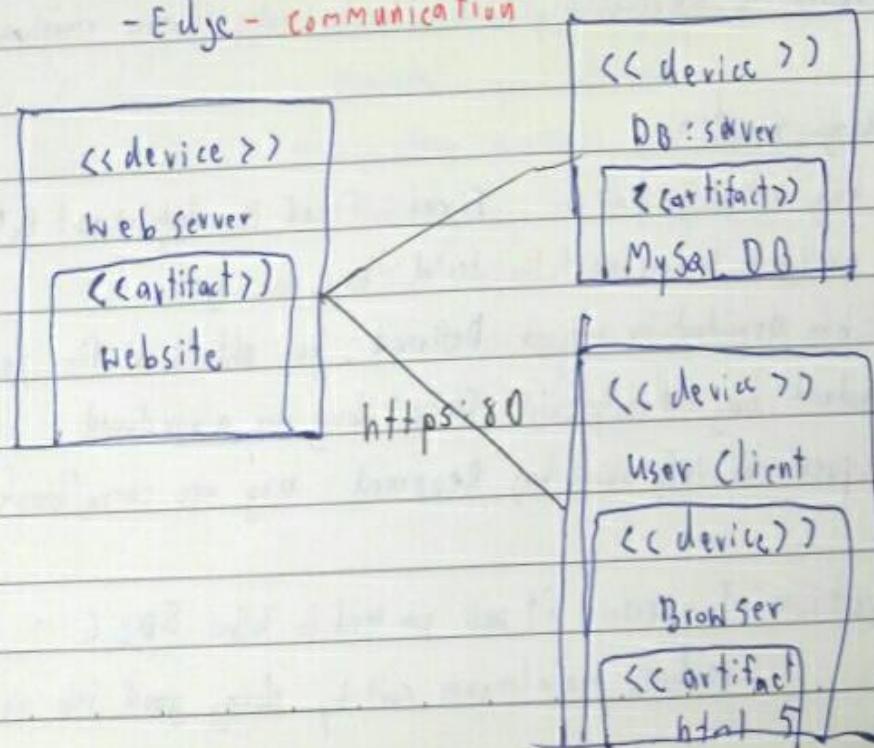 - Edge - Communication
<< device >>
web server
<< artifact >>
website
https:80
<< device >>
DB : server
<< artifact >>
MySQL DB
<< device >>
User Client
<< device >>
Browser
<< artifact
html 5